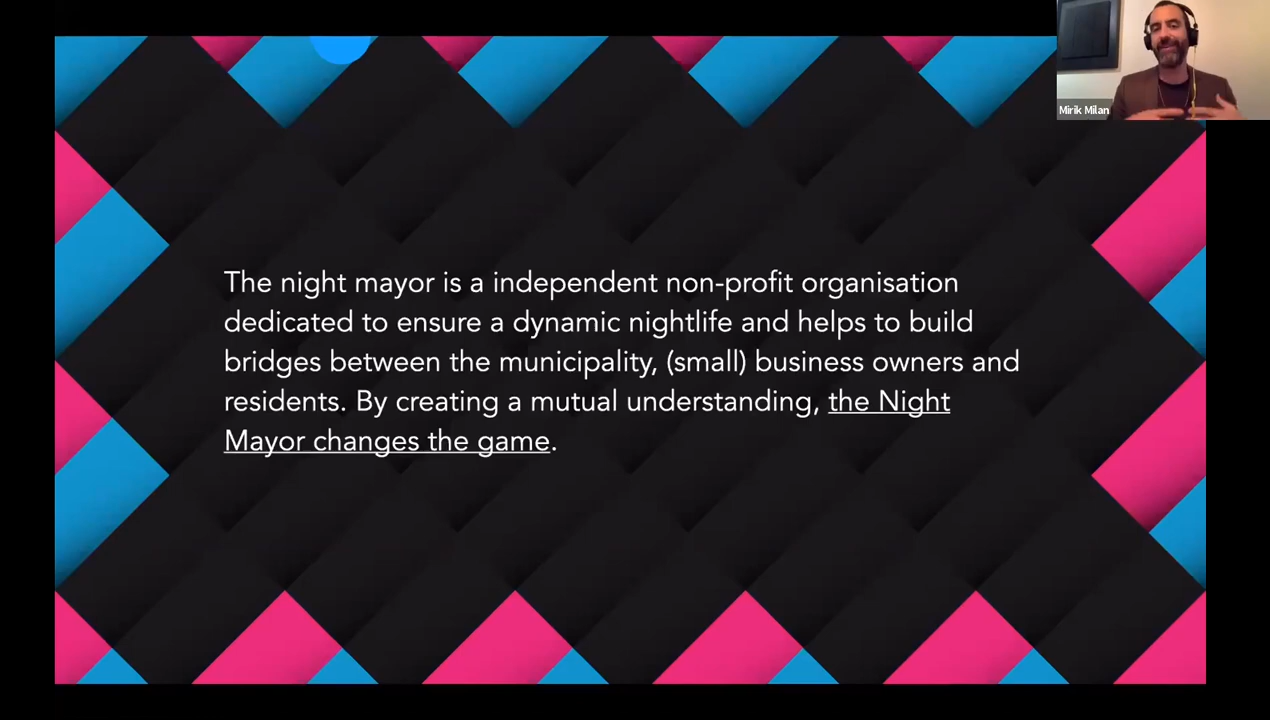 Mirik Milan
The night mayor is a independent non-profit organisation
dedicated to ensure a dynamic nightlife and helps to build
bridges between the municipality, (small) business owners and
residents. By creating a mutual understanding, the Night
Mayor changes the game.